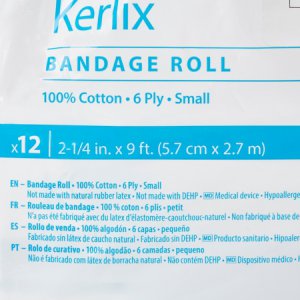 Kerlix
BANDAGE ROLL
100% Cotton • 6 Ply • Small
x12 2-1/4 in. x 9 ft. (5.7 cm x 2.7 m)
EN – Bandage Roll • 100% Cotton • 6 Ply • Small
Not made with natural rubber latex • Not made with DEHP • MD Medical device • Hypoallerge
FR – Rouleau de bandage • 100% coton • 6 plis • petit
N'a pas été fabriqué avec du latex d'élastomère-caoutchouc-naturel • Non fabriqué à base de
ES – Rollo de venda • 100% algodón • 6 capas • pequeño
Fabricado sin látex de caucho natural • Fabricado sin DEHP • MD Producto sanitario • Hipoaler
PT – Rolo de curativo • 100% algodão • 6 camadas • pequeno
Não é fabricado com látex de borracha natural • Não contém DEHP • MD Dispositivo médico • H